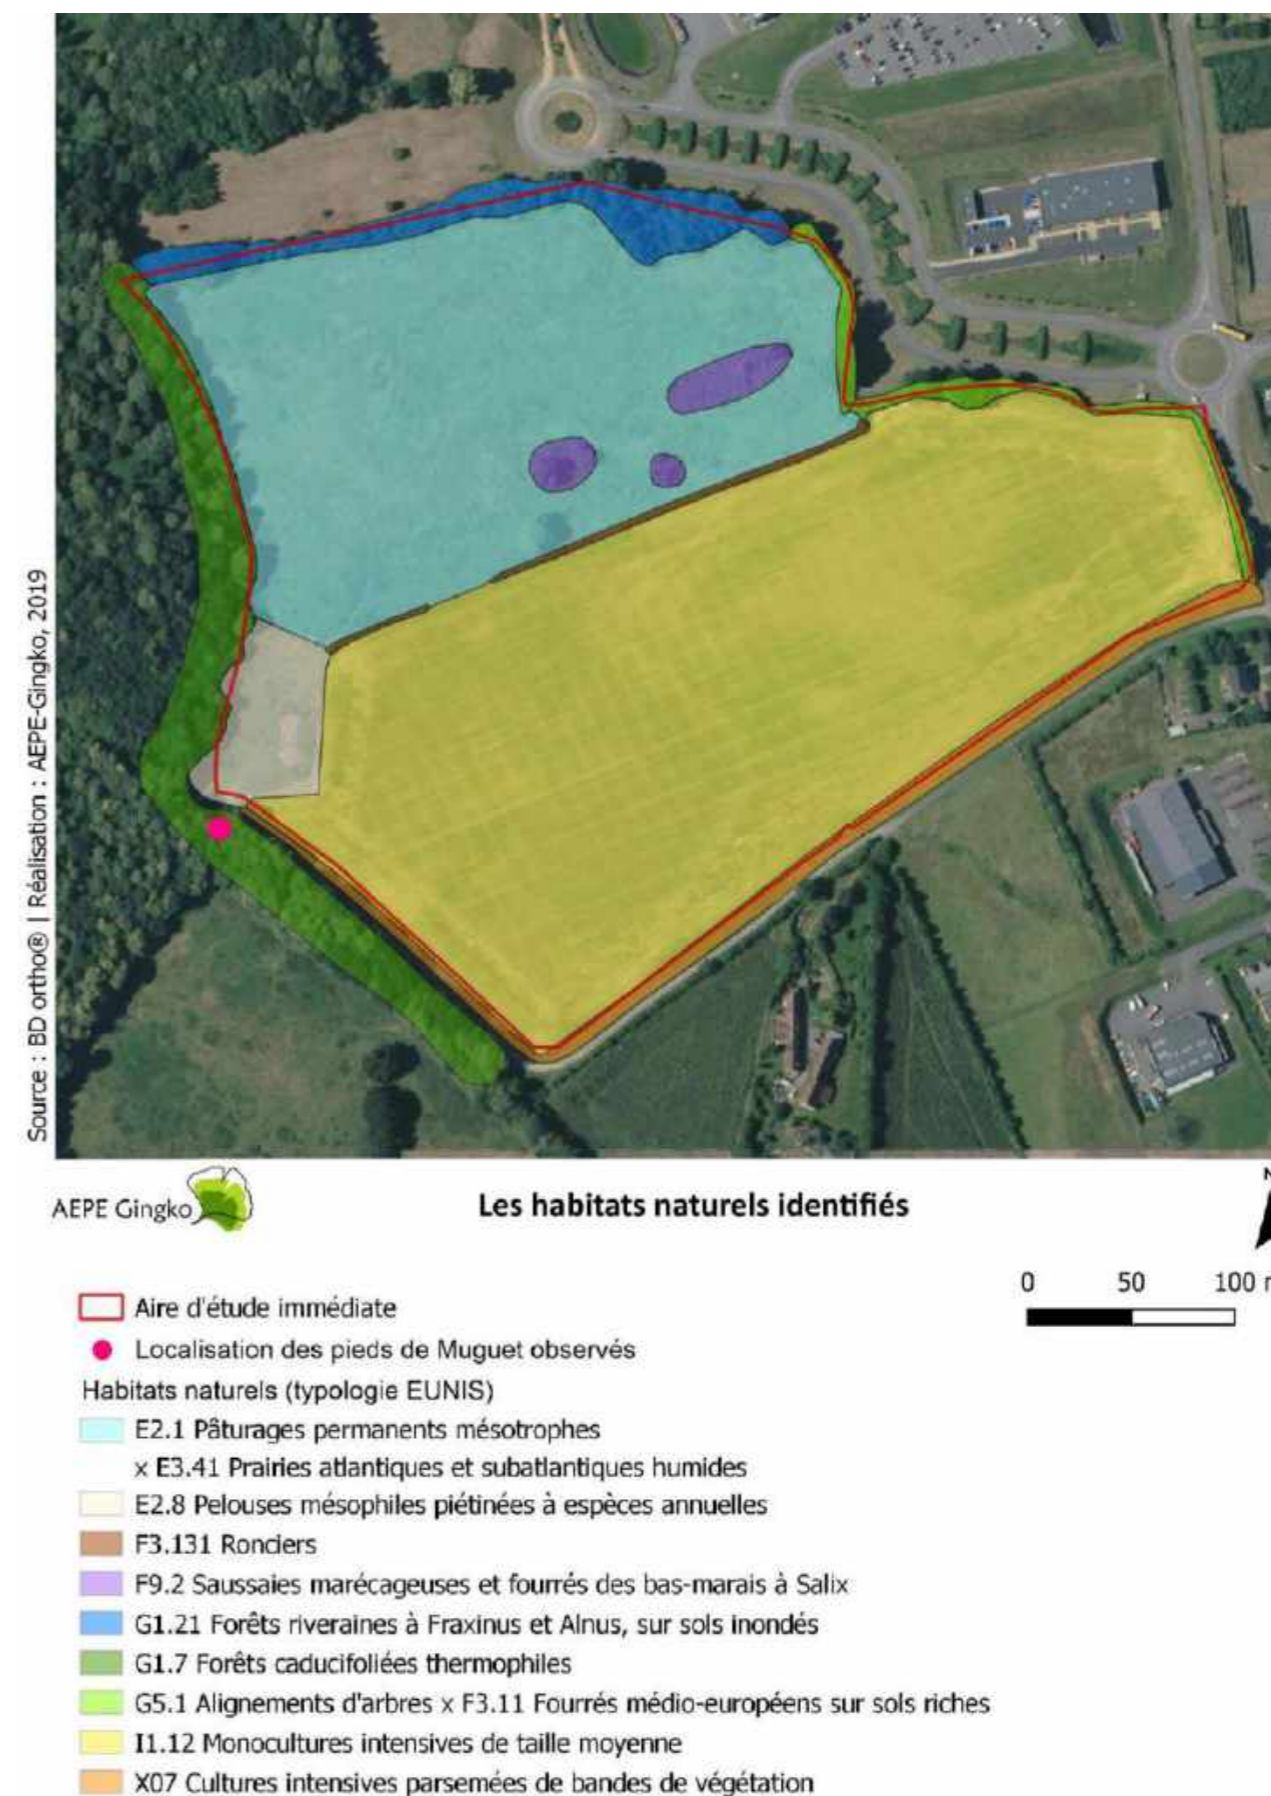 Source : BD ortho® | Réalisation : AEPE-Gingko, 2019
N
AEPE Gingko
Les habitats naturels identifiés
0 50 100 m
Aire d'étude immédiate
Localisation des pieds de Muguet observés
Habitats naturels (typologie EUNIS)
E2.1 Pâturages permanents mésotrophes
x E3.41 Prairies atlantiques et subatlantiques humides
E2.8 Pelouses mésophiles piétinées à espèces annuelles
F3.131 Ronciers
F9.2 Saussaies marécageuses et fourrés des bas-marais à Salix
G1.21 Forêts riveraines à Fraxinus et Alnus, sur sols inondés
G1.7 Forêts caducifoliées thermophiles
G5.1 Alignements d'arbres x F3.11 Fourrés médio-européens sur sols riches
I1.12 Monocultures intensives de taille moyenne
X07 Cultures intensives parsemées de bandes de végétation